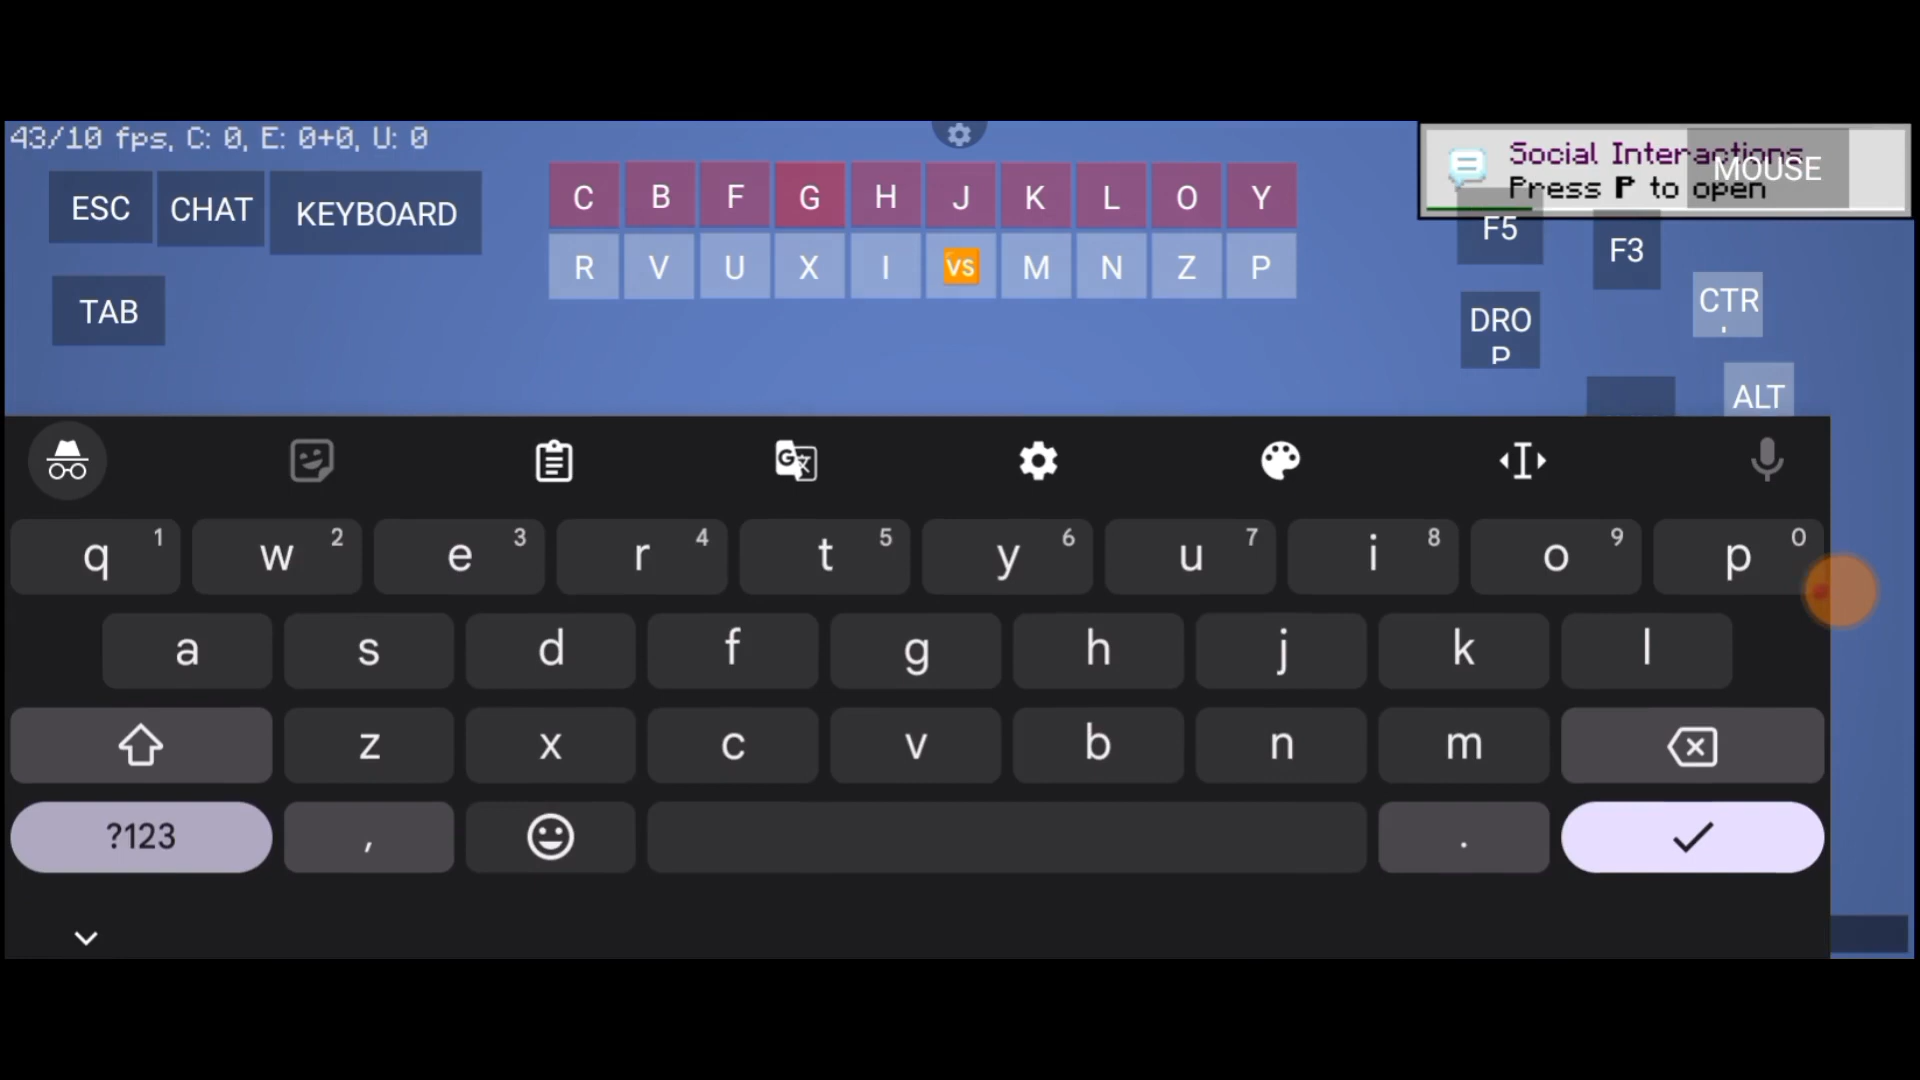 43/10 fps, C: 0, E: 0+0, U: 0
Social Interactions
Press P to open
MOUSE
ESC CHAT KEYBOARD
C B F G H J K L O Y
F5 F3
R V U X I VS M N Z P
TAB
DRO
P
CTR
ALT
q 1 w 2 e 3 r 4 t 5 y 6 u 7 i 8 o 9 p 0
a s d f g h j k l
z x c v b n m
?123 , .